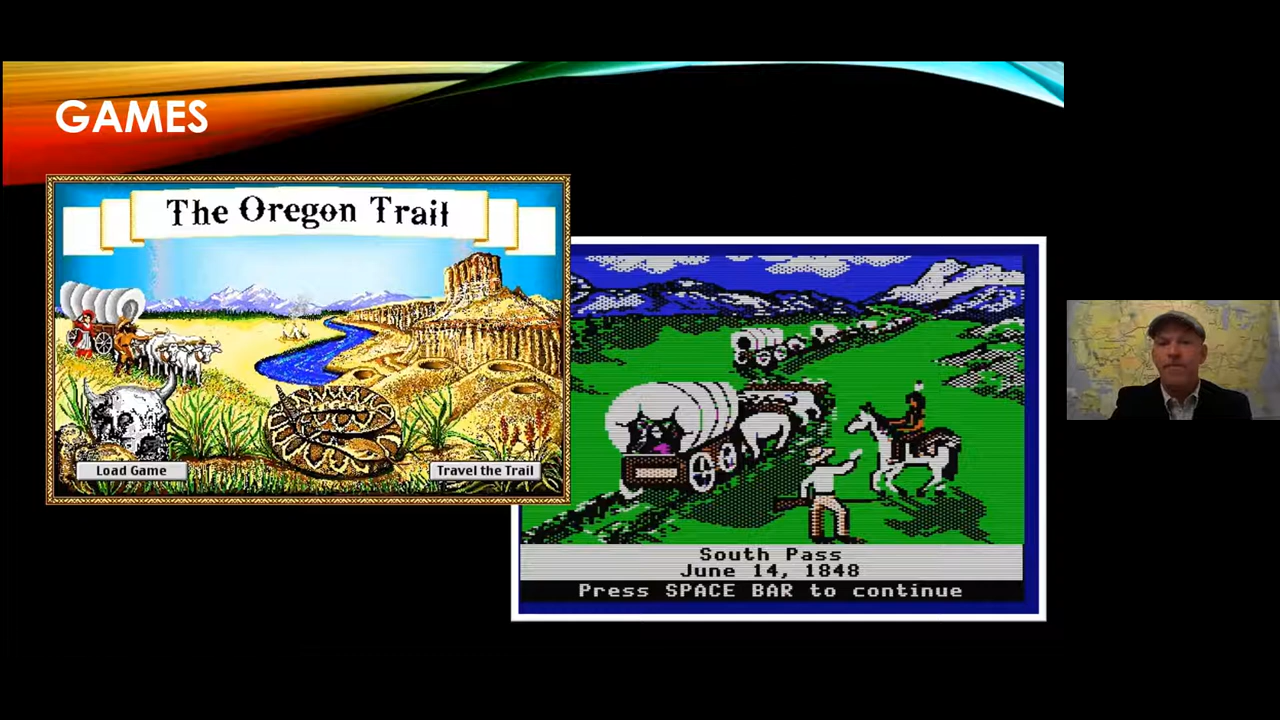 GAMES
The Oregon Trail
Load Game
Travel the Trail
South Pass
June 14, 1848
Press SPACE BAR to continue